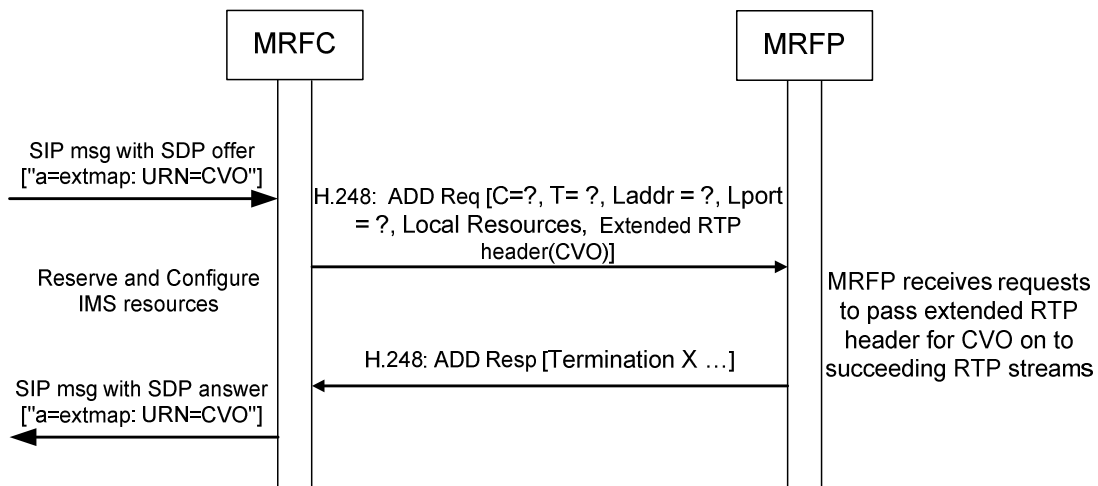 MRFC
MRFP
SIP msg with SDP offer
["a=extmap: URN=CVO"]
H.248: ADD Req [C=?, T= ?, Laddr = ?, Lport
= ?, Local Resources, Extended RTP
header(CVO)]
Reserve and Configure
IMS resources
MRFP receives requests
to pass extended RTP
header for CVO on to
succeeding RTP streams
H.248: ADD Resp [Termination X …]
SIP msg with SDP answer
["a=extmap: URN=CVO"]